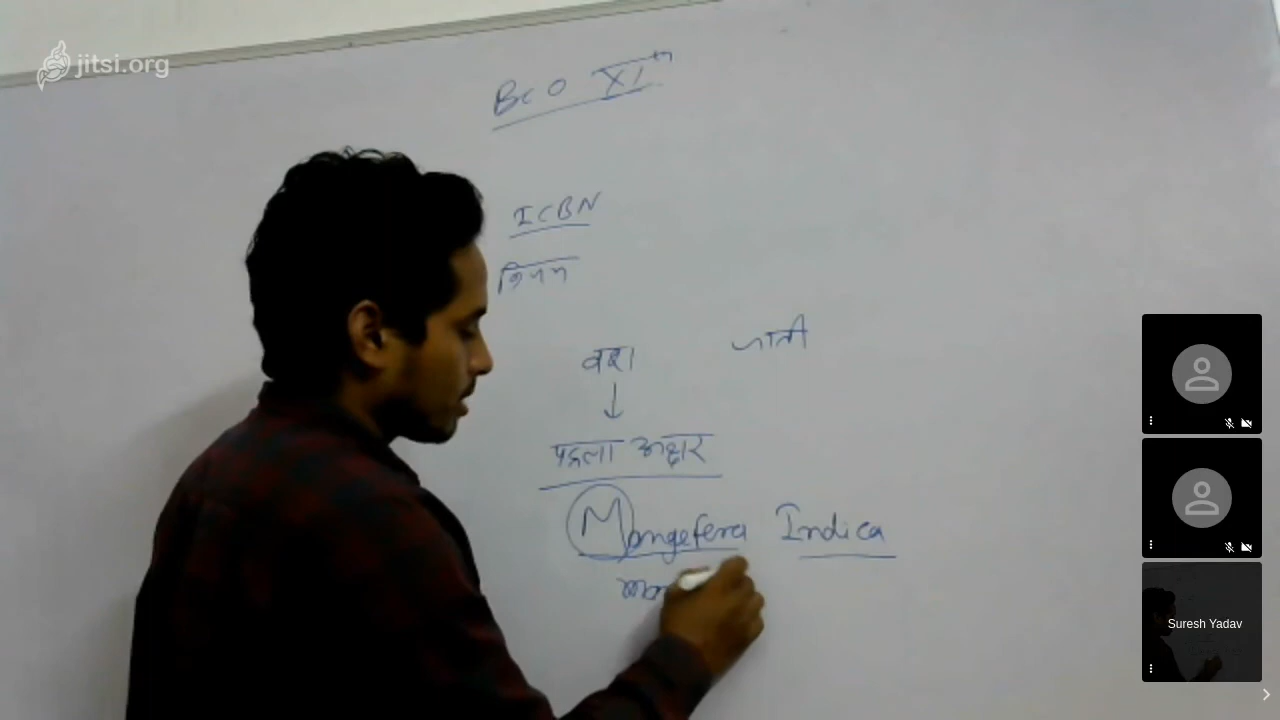 jitsi.org
BcO XIth
ICBN
नियम
वंश जाती
↓
पहला अक्षर
Mangefera Indica
Suresh Yadav